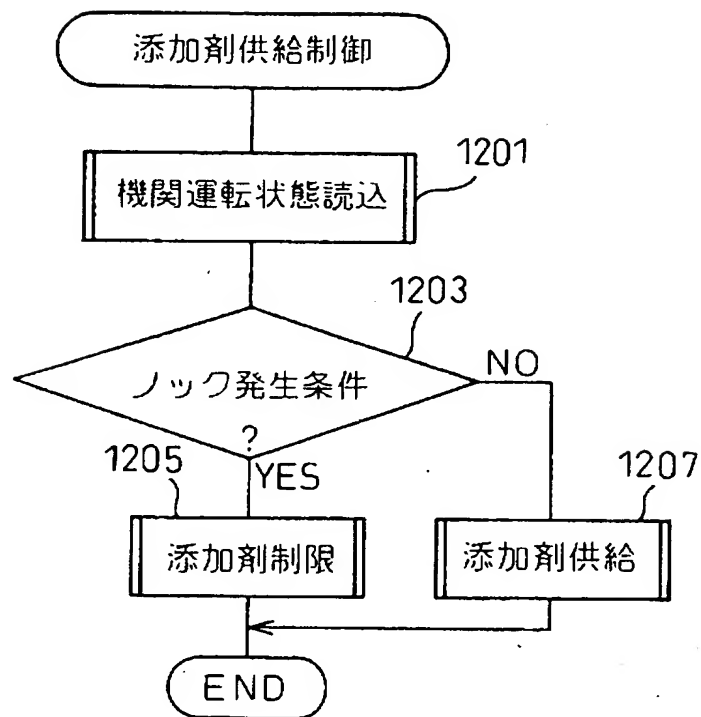 添加剤供給制御
1201
機関運転状態読込
1203
ノック発生条件
?
NO
YES
1205
添加剤制限
1207
添加剤供給
END